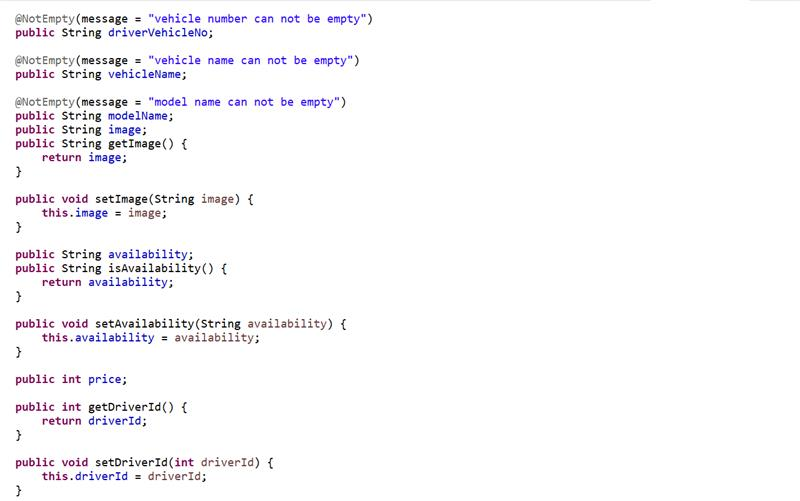 @NotEmpty(message = "vehicle number can not be empty")
public String driverVehicleNo;
@NotEmpty(message = "vehicle name can not be empty")
public String vehicleName;
@NotEmpty(message = "model name can not be empty")
public String modelName;
public String image;
public String getImage() {
    return image;
}
public void setImage(String image) {
    this.image = image;
}
public String availability;
public String isAvailability() {
    return availability;
}
public void setAvailability(String availability) {
    this.availability = availability;
}
public int price;
public int getDriverId() {
    return driverId;
}
public void setDriverId(int driverId) {
    this.driverId = driverId;
}